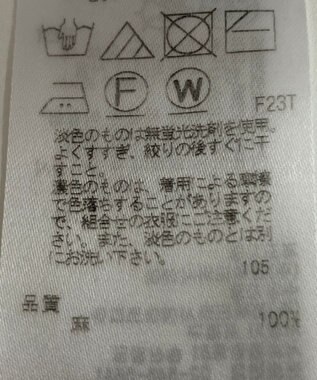 F W
F23T
淡色のものは無蛍光洗剤を使用。
よくすすぎ、絞りの後すぐに干
すこと。
濃色のものは、着用による摩擦
で色落ちすることがありますの
で、組合せの衣服にご注意くだ
さい。また、淡色のものとは別
にお洗い下さい。
105
品質
麻 100%